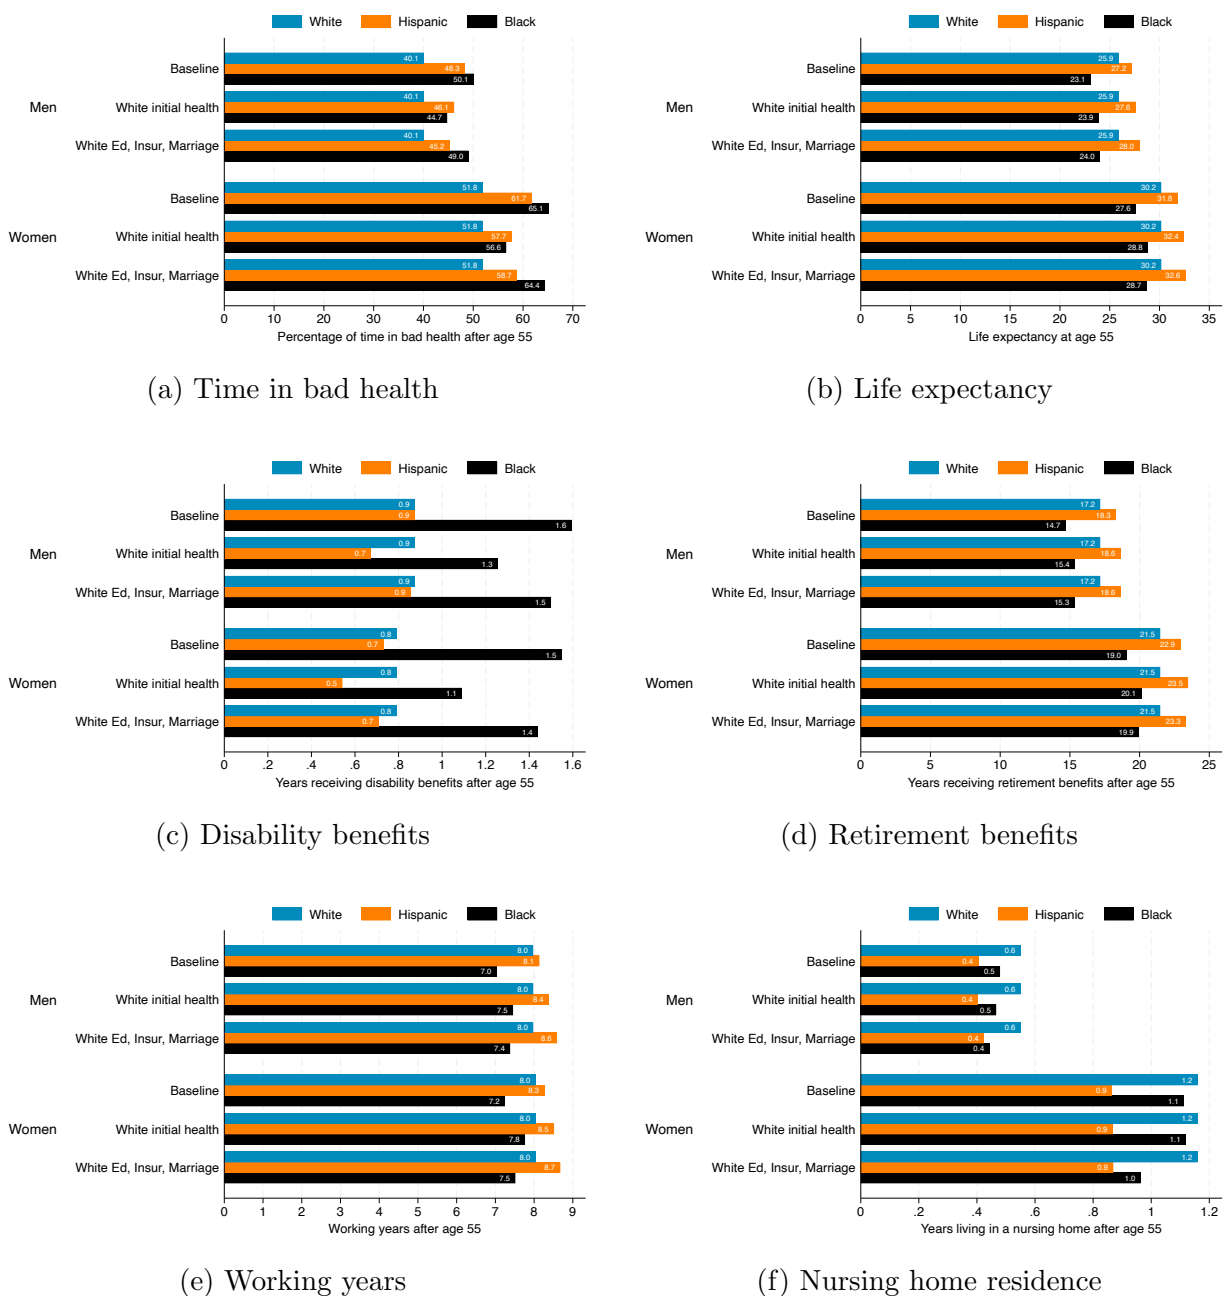 White Hispanic Black
Baseline
40.1
48.3
50.1
Men
White initial health
40.1
46.1
44.7
White Ed, Insur, Marriage
40.1
45.2
49.0
Baseline
51.8
61.7
65.1
Women
White initial health
51.8
57.7
56.6
White Ed, Insur, Marriage
51.8
58.7
64.4
0 10 20 30 40 50 60 70
Percentage of time in bad health after age 55
(a) Time in bad health
White Hispanic Black
Baseline
25.9
27.2
23.1
Men
White initial health
25.9
27.6
23.9
White Ed, Insur, Marriage
25.9
28.0
24.0
Baseline
30.2
31.8
27.6
Women
White initial health
30.2
32.4
28.8
White Ed, Insur, Marriage
30.2
32.6
28.7
0 5 10 15 20 25 30 35
Life expectancy at age 55
(b) Life expectancy
White Hispanic Black
Baseline
0.9
0.9
1.6
Men
White initial health
0.9
0.7
1.3
White Ed, Insur, Marriage
0.9
0.9
1.5
Baseline
0.8
0.7
1.5
Women
White initial health
0.8
0.5
1.1
White Ed, Insur, Marriage
0.8
0.7
1.4
0 .2 .4 .6 .8 1 1.2 1.4 1.6
Years receiving disability benefits after age 55
(c) Disability benefits
White Hispanic Black
Baseline
17.2
18.3
14.7
Men
White initial health
17.2
18.6
15.4
White Ed, Insur, Marriage
17.2
18.6
15.3
Baseline
21.5
22.9
19.0
Women
White initial health
21.5
23.5
20.1
White Ed, Insur, Marriage
21.5
23.3
19.9
0 5 10 15 20 25
Years receiving retirement benefits after age 55
(d) Retirement benefits
White Hispanic Black
Baseline
8.0
8.1
7.0
Men
White initial health
8.0
8.4
7.5
White Ed, Insur, Marriage
8.0
8.6
7.4
Baseline
8.0
8.3
7.2
Women
White initial health
8.0
8.5
7.8
White Ed, Insur, Marriage
8.0
8.7
7.5
0 1 2 3 4 5 6 7 8 9
Working years after age 55
(e) Working years
White Hispanic Black
Baseline
0.6
0.4
0.5
Men
White initial health
0.6
0.4
0.5
White Ed, Insur, Marriage
0.6
0.4
0.4
Baseline
1.2
0.9
1.1
Women
White initial health
1.2
0.9
1.1
White Ed, Insur, Marriage
1.2
0.9
1.0
0 .2 .4 .6 .8 1 1.2
Years living in a nursing home after age 55
(f) Nursing home residence